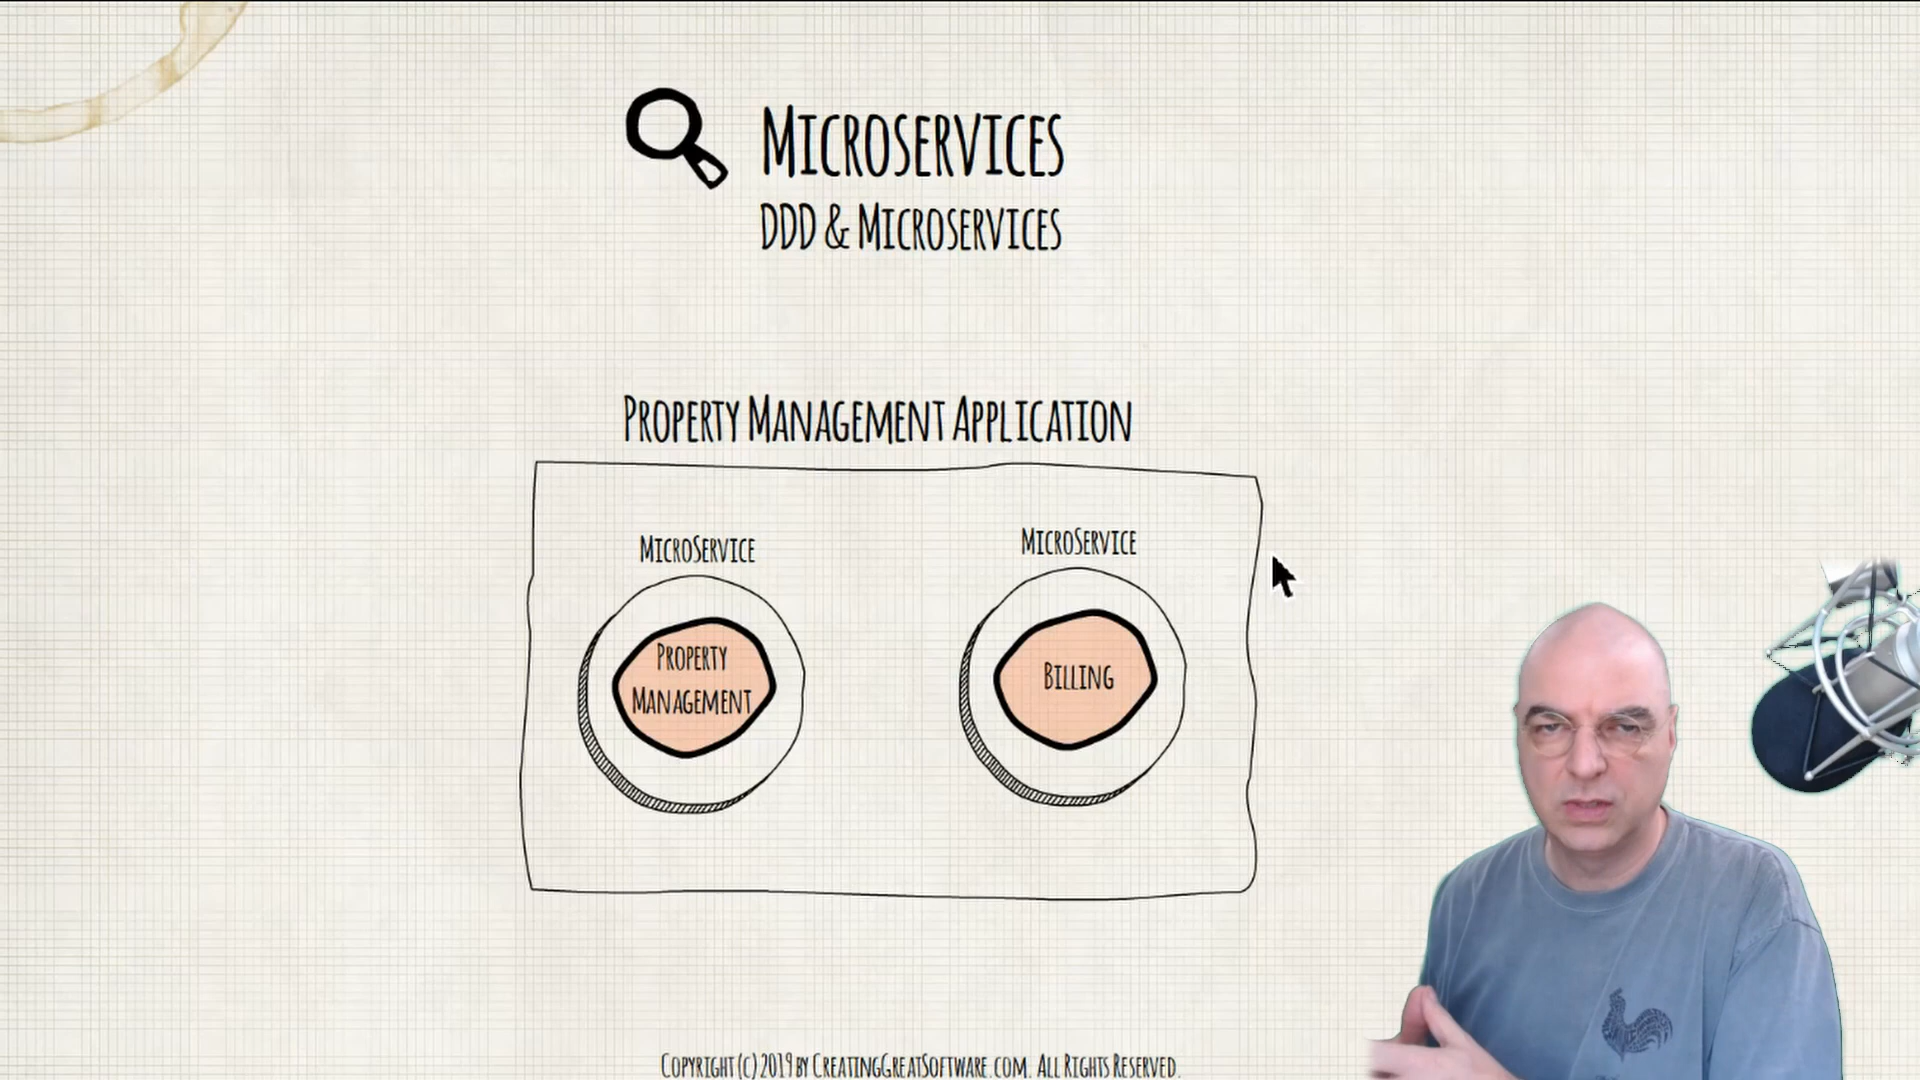 Microservices
DDD & Microservices
Property Management Application
MicroService
MicroService
Property
Management
Billing
Copyright (c) 2019 by CreatingGreatSoftware.com. All Rights Reserved.